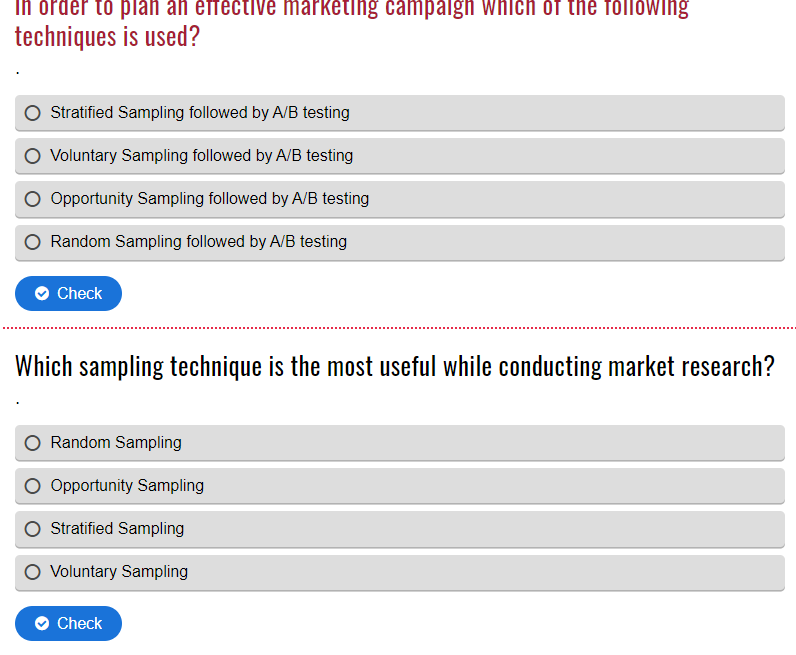 In order to plan an effective marketing campaign which of the following
techniques is used?
.
Stratified Sampling followed by A/B testing
Voluntary Sampling followed by A/B testing
Opportunity Sampling followed by A/B testing
Random Sampling followed by A/B testing
Check
Which sampling technique is the most useful while conducting market research?
.
Random Sampling
Opportunity Sampling
Stratified Sampling
Voluntary Sampling
Check